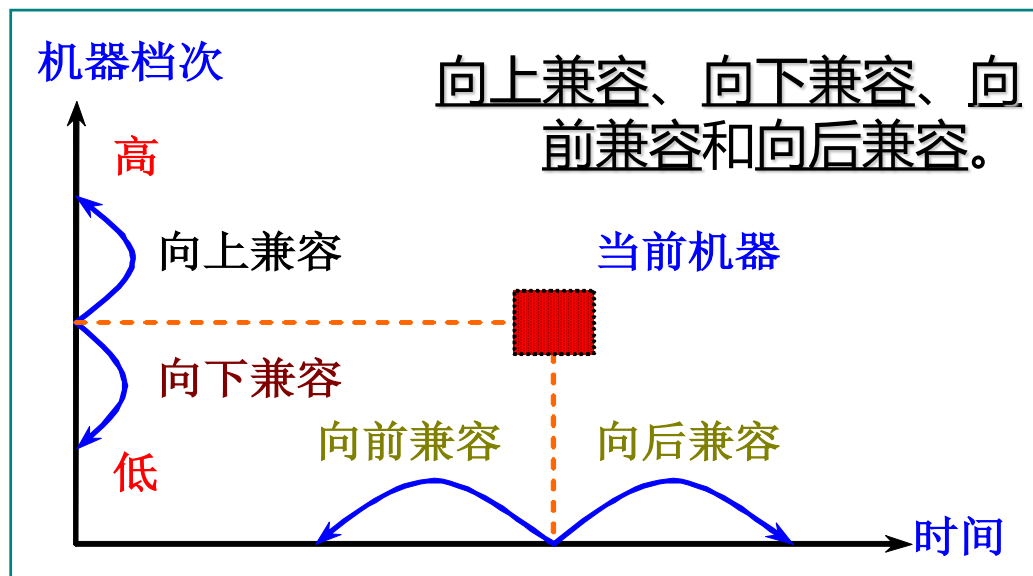 机器档次
向上兼容、向下兼容、向
前兼容和向后兼容。
高
向上兼容
当前机器
向下兼容
向前兼容
向后兼容
低
时间